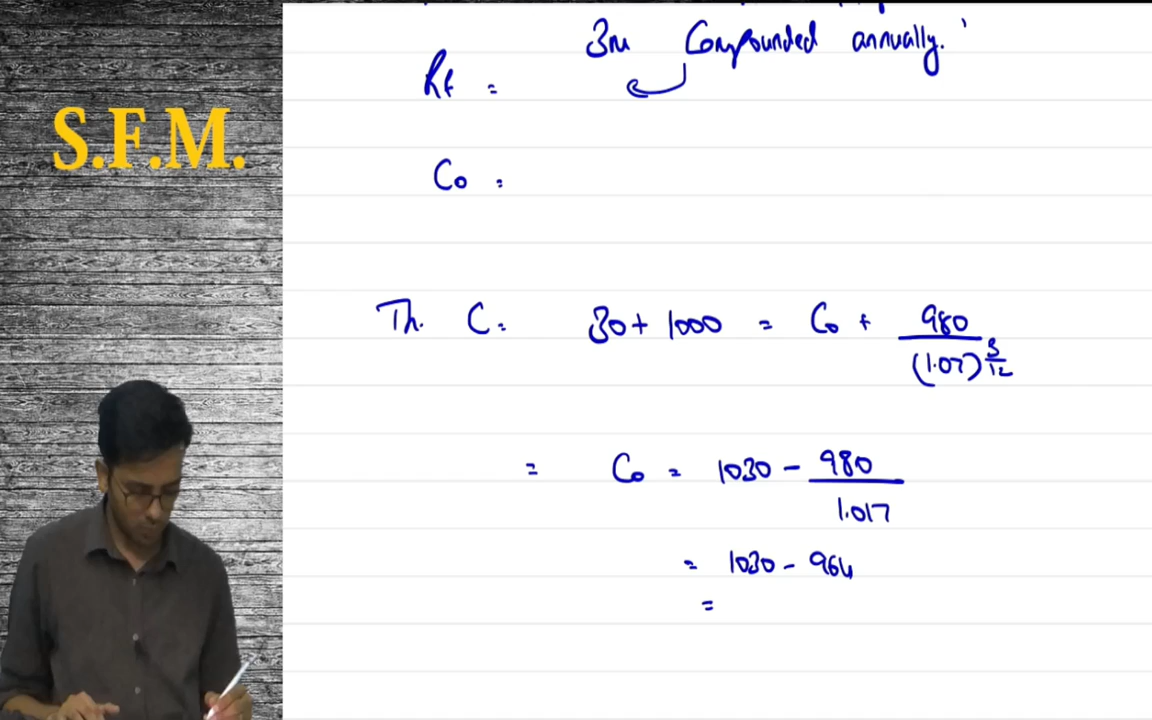 S.F.M.
3m Compounded annually.
Rf =
Co =
Th. C = 30 + 1000 = Co + 980 / (1.07)^3/12
= Co = 1030 - 980 / 1.017
= 1030 - 964
=